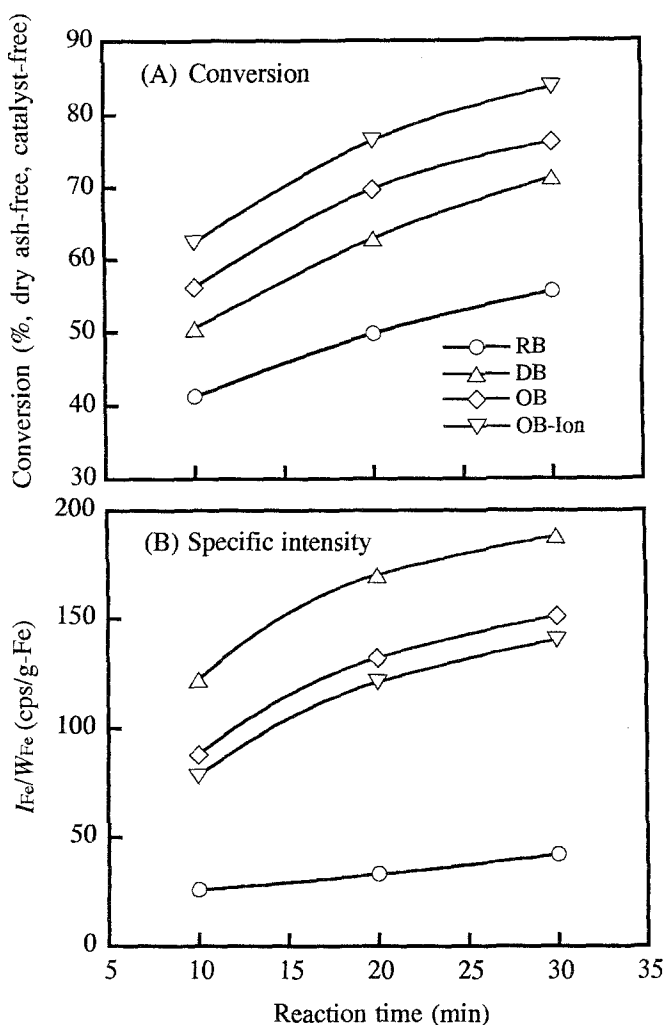 (A) Conversion
Conversion (%, dry ash-free, catalyst-free)
90
80
70
60
50
40
30
RB
DB
OB
OB-Ion
(B) Specific intensity
IFe/WFe (cps/g-Fe)
200
150
100
50
0
5 10 15 20 25 30 35
Reaction time (min)